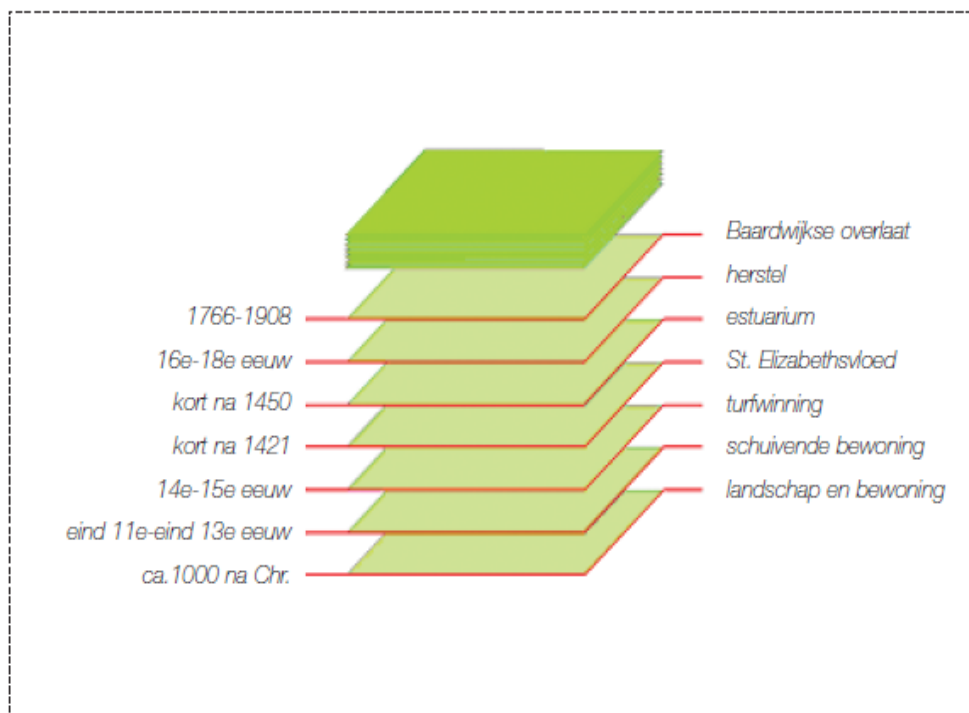 Baardwijkse overlaat
herstel
1766-1908
estuarium
16e-18e eeuw
St. Elizabethsvloed
kort na 1450
turfwinning
kort na 1421
schuivende bewoning
14e-15e eeuw
landschap en bewoning
eind 11e-eind 13e eeuw
ca.1000 na Chr.